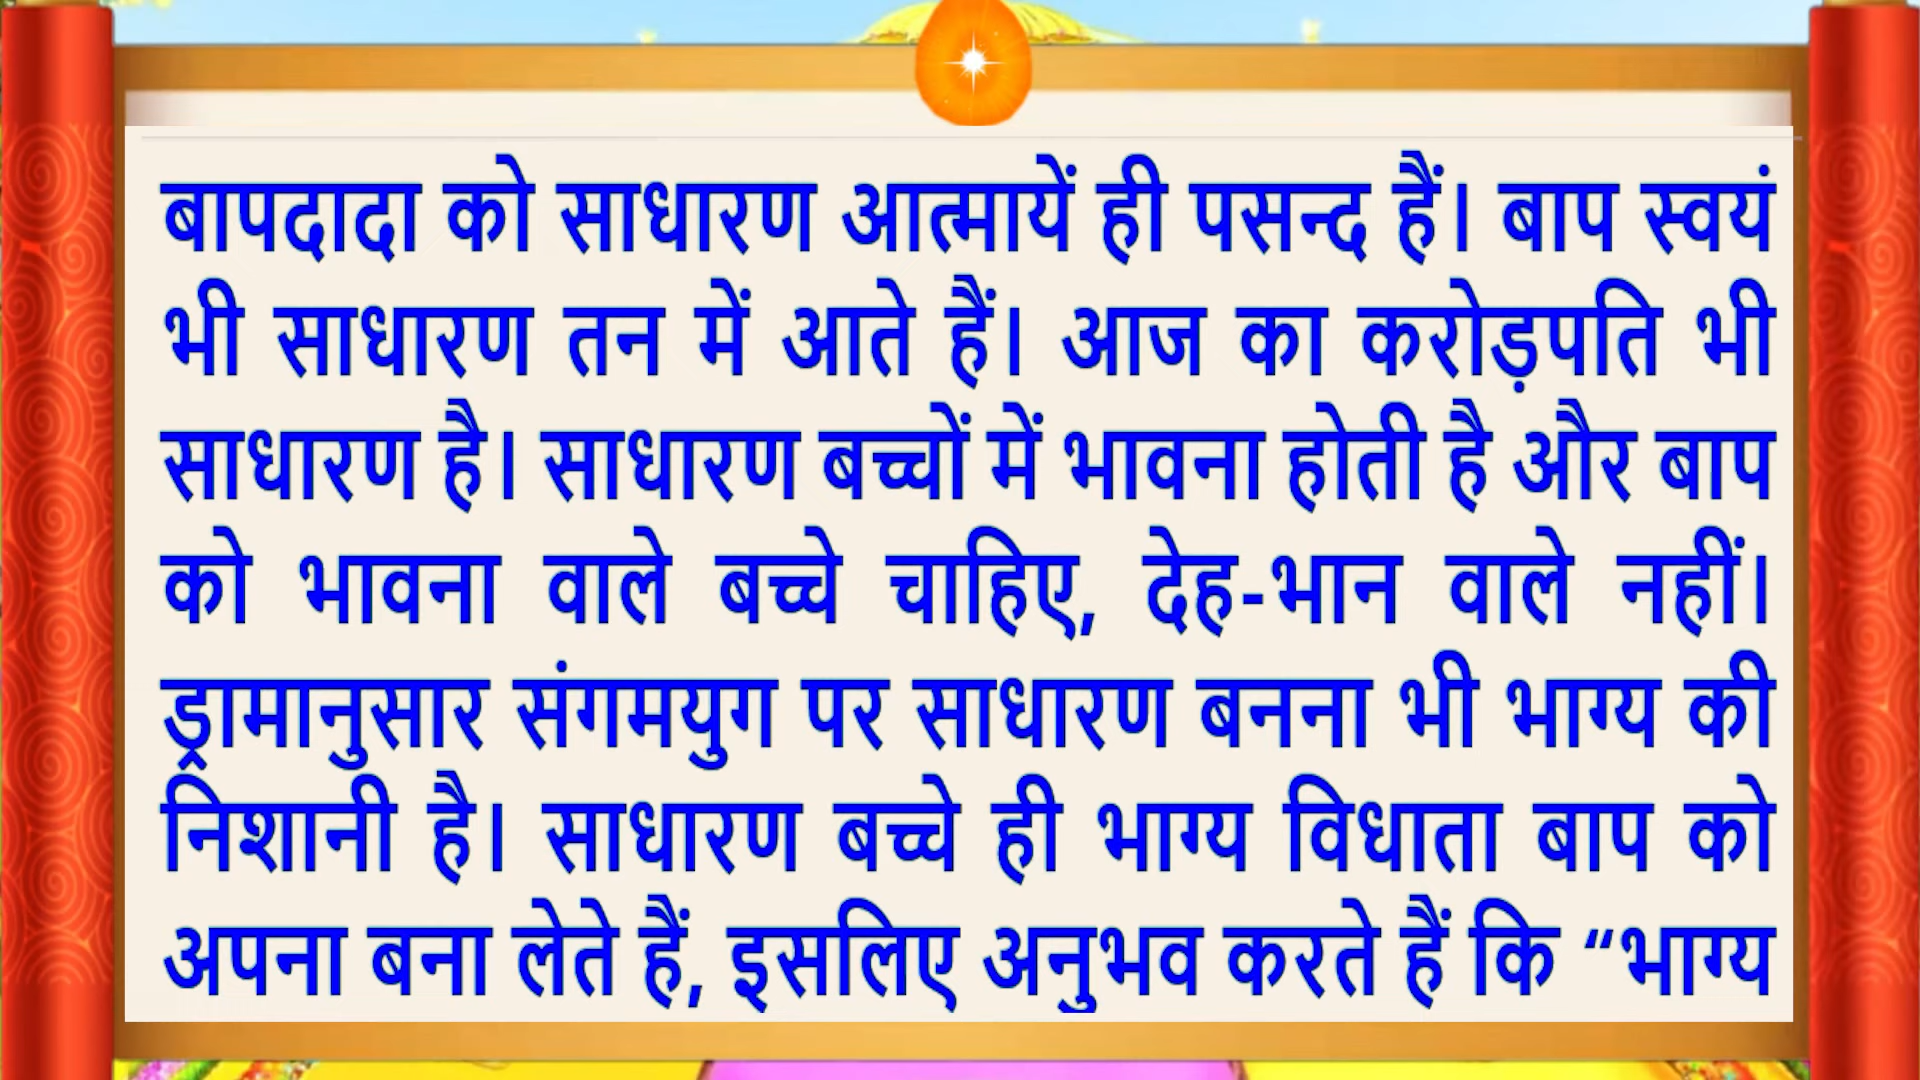 बापदादा को साधारण आत्मायें ही पसन्द हैं। बाप स्वयं
भी साधारण तन में आते हैं। आज का करोड़पति भी
साधारण है। साधारण बच्चों में भावना होती है और बाप
को भावना वाले बच्चे चाहिए, देह-भान वाले नहीं।
ड्रामानुसार संगमयुग पर साधारण बनना भी भाग्य की
निशानी है। साधारण बच्चे ही भाग्य विधाता बाप को
अपना बना लेते हैं, इसलिए अनुभव करते हैं कि “भाग्य